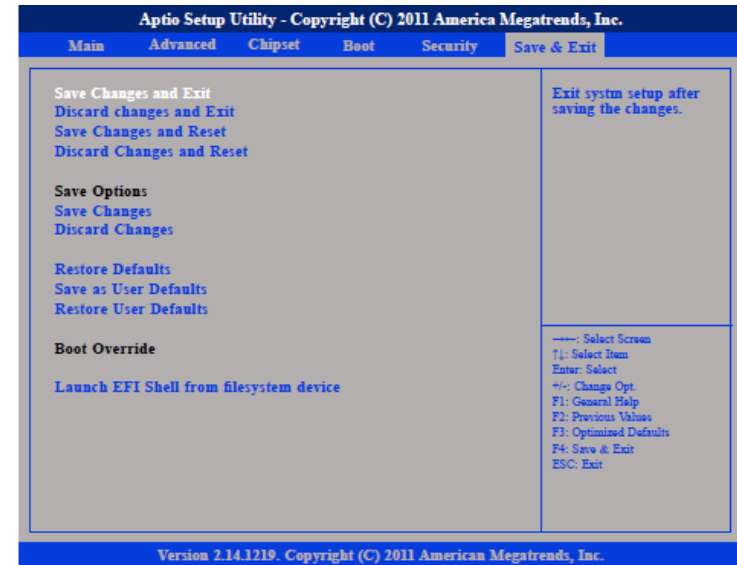 Aptio Setup Utility - Copyright (C) 2011 America Megatrends, Inc.
Main Advanced Chipset Boot Security Save & Exit
Save Changes and Exit
Discard changes and Exit
Save Changes and Reset
Discard Changes and Reset
Save Options
Save Changes
Discard Changes
Restore Defaults
Save as User Defaults
Restore User Defaults
Boot Override
Launch EFI Shell from filesystem device
Exit systm setup after
saving the changes.
→←: Select Screen
↑↓: Select Item
Enter: Select
+/-: Change Opt.
F1: General Help
F2: Previous Values
F3: Optimized Defaults
F4: Save & Exit
ESC: Exit
Version 2.14.1219. Copyright (C) 2011 American Megatrends, Inc.